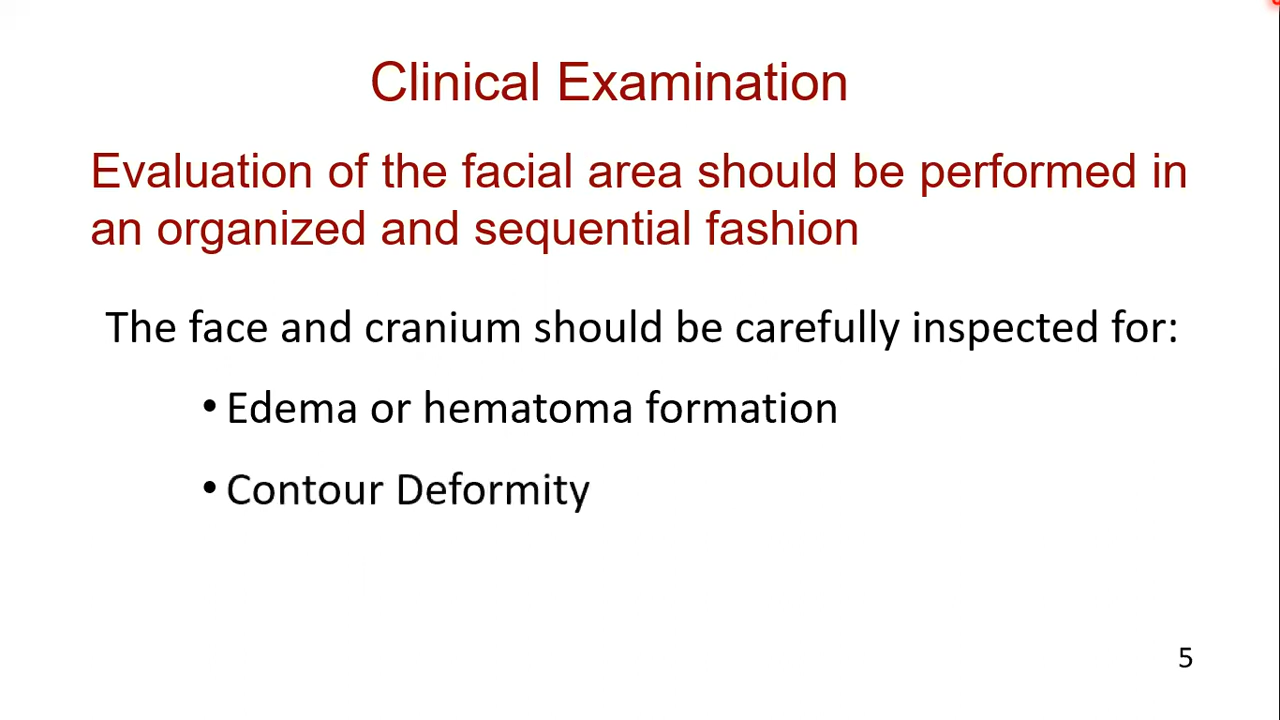 Clinical Examination
Evaluation of the facial area should be performed in
an organized and sequential fashion
The face and cranium should be carefully inspected for:
• Edema or hematoma formation
• Contour Deformity
5